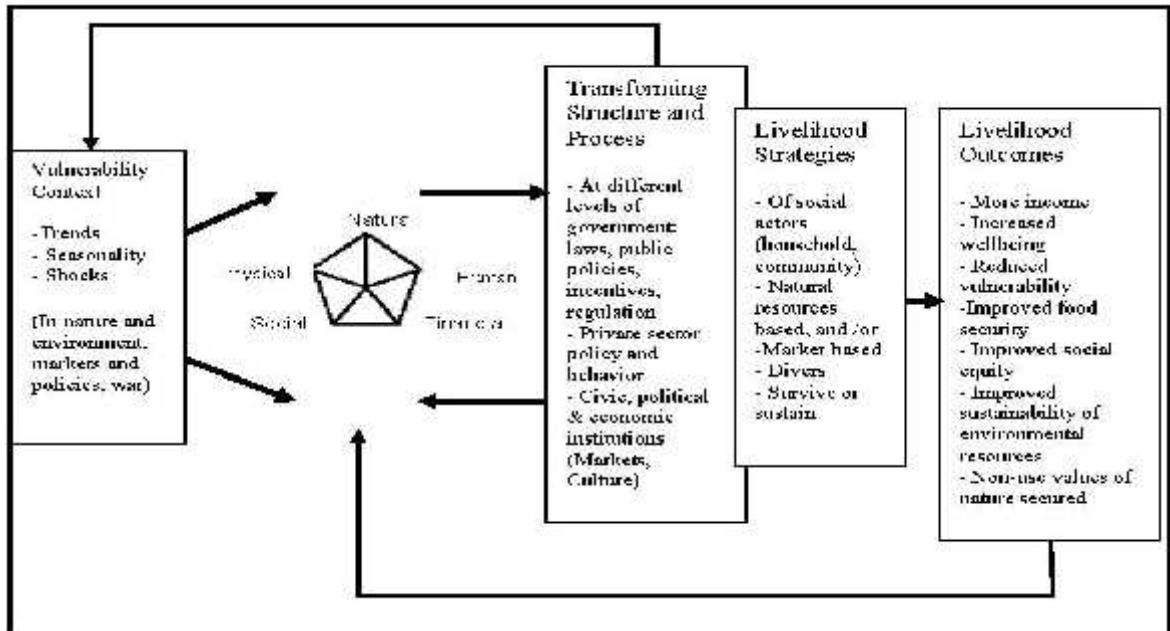 Vulnerability
Context
- Trends
- Seasonality
- Shocks
(In nature and
environment,
markets and
policies, war)
Natura
Physical
Human
Social
Financia
Transforming
Structure and
Process
- At different
levels of
government:
laws, public
policies,
incentives,
regulation
- Private sector
policy and
behavior
- Civic, political
& economic
institutions
(Markets,
Culture)
Livelihood
Strategies
- Of social
actors
(household,
community)
- Natural
resources
based, and /or
-Market based
- Divers
- Survive or
sustain
Livelihood
Outcomes
- More income
- Increased
wellbeing
- Reduced
vulnerability
-Improved food
security
- Improved social
equity
- Improved
sustainability of
environmental
resources
- Non-use values of
nature secured